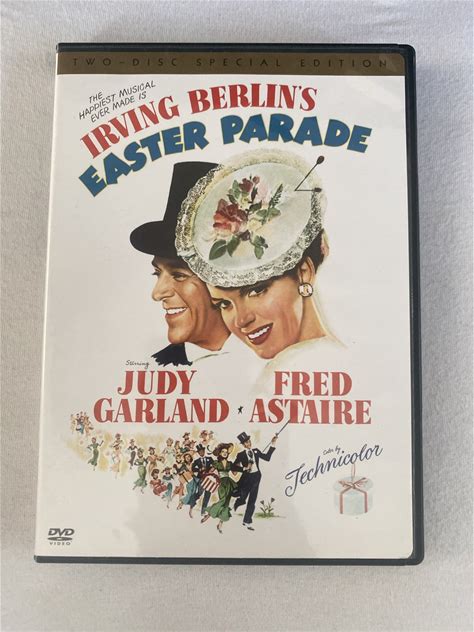 TWO-DISC SPECIAL EDITION
THE
HAPPIEST MUSICAL
EVER MADE IS
IRVING BERLIN'S
EASTER PARADE
Starring
JUDY FRED
GARLAND * ASTAIRE
Color by
Technicolor
DVD
VIDEO